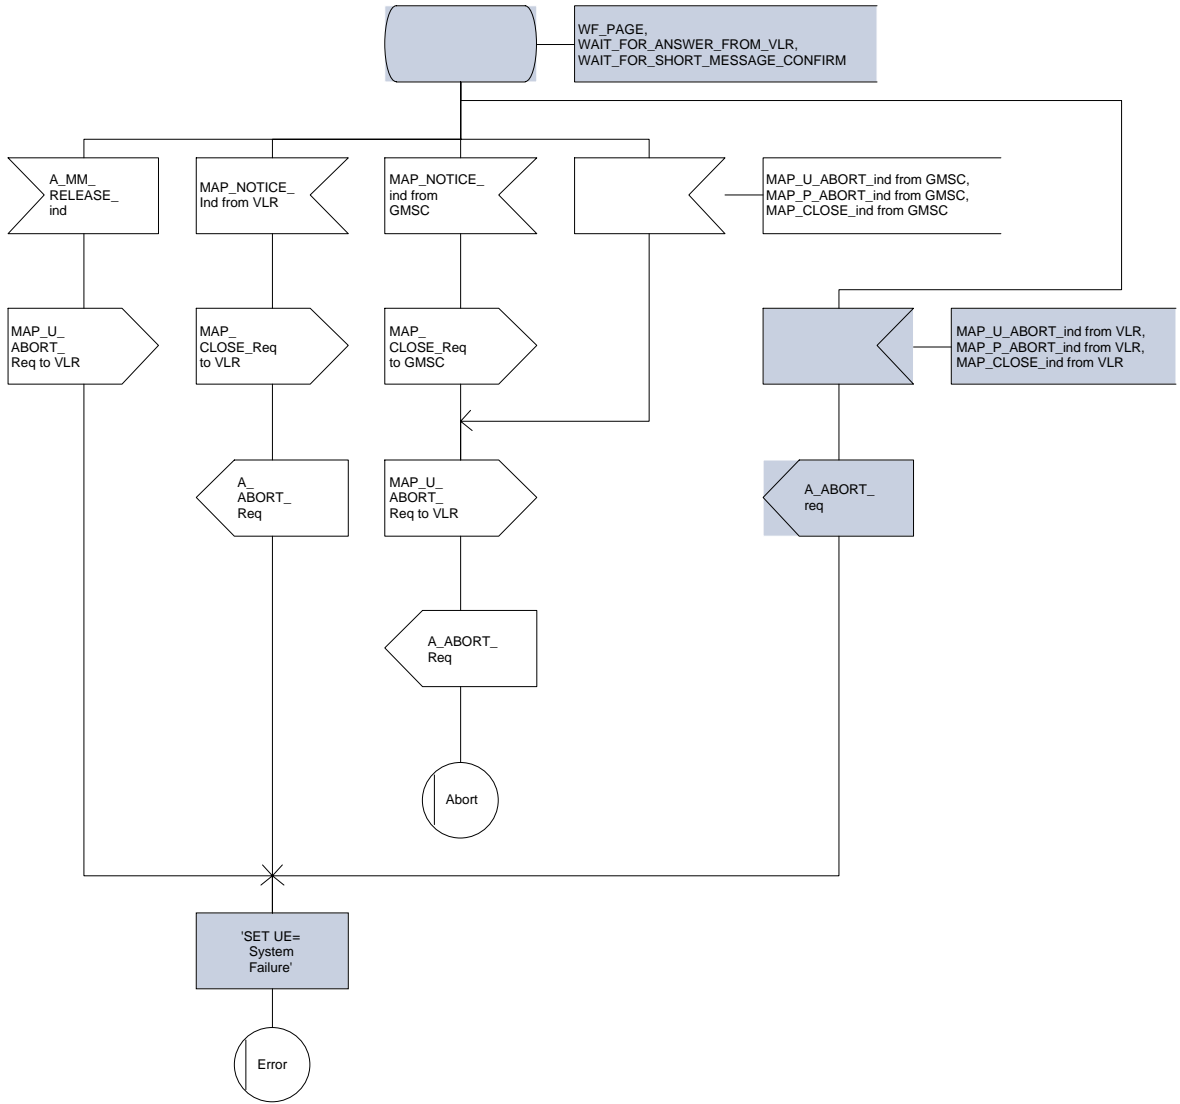 WF_PAGE,
WAIT_FOR_ANSWER_FROM_VLR,
WAIT_FOR_SHORT_MESSAGE_CONFIRM
A_MM_
RELEASE_
ind
MAP_NOTICE_
Ind from VLR
MAP_NOTICE_
ind from
GMSC
MAP_U_ABORT_ind from GMSC,
MAP_P_ABORT_ind from GMSC,
MAP_CLOSE_ind from GMSC
MAP_U_
ABORT_
Req to VLR
MAP_
CLOSE_Req
to VLR
MAP_
CLOSE_Req
to GMSC
MAP_U_ABORT_ind from VLR,
MAP_P_ABORT_ind from VLR,
MAP_CLOSE_ind from VLR
A_
ABORT_
Req
MAP_U_
ABORT_
Req to VLR
A_ABORT_
req
A_ABORT_
Req
Abort
'SET UE=
System
Failure'
Error